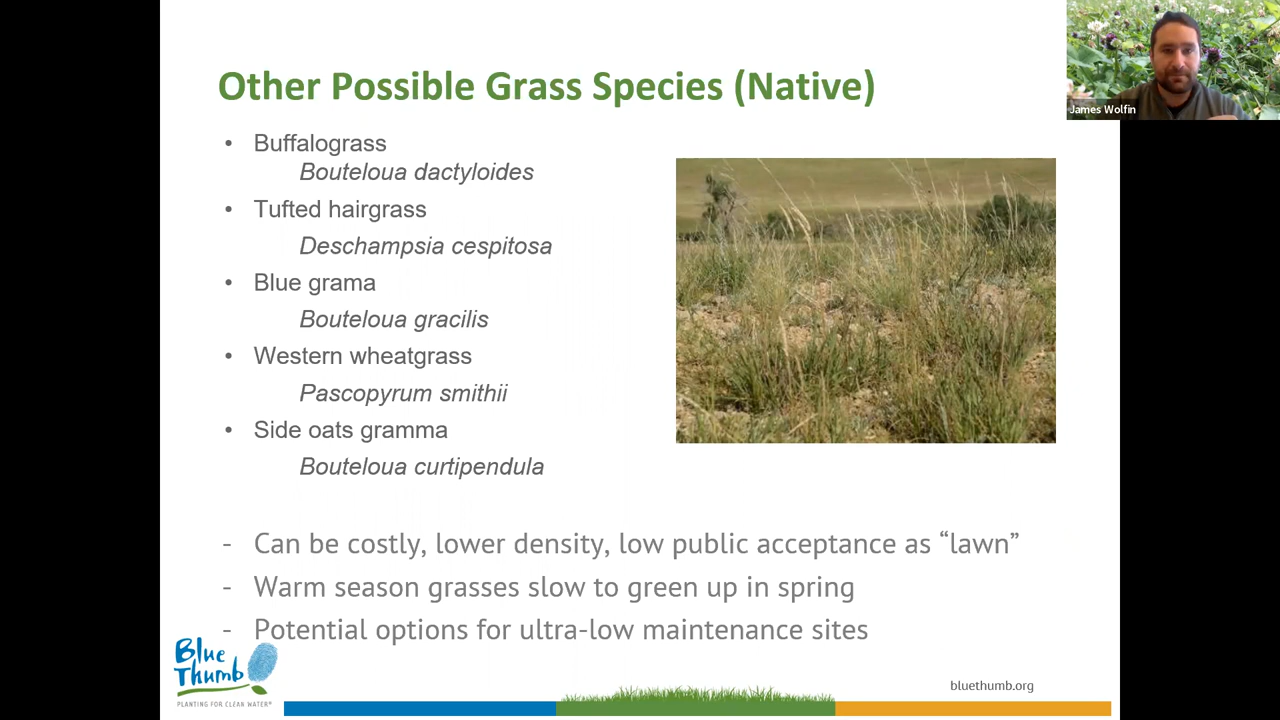 Other Possible Grass Species (Native)
James Wolfin
• Buffalograss
Bouteloua dactyloides
• Tufted hairgrass
Deschampsia cespitosa
• Blue grama
Bouteloua gracilis
• Western wheatgrass
Pascopyrum smithii
• Side oats gramma
Bouteloua curtipendula
- Can be costly, lower density, low public acceptance as “lawn”
- Warm season grasses slow to green up in spring
- Potential options for ultra-low maintenance sites
Blue
Thumb
PLANTING FOR CLEAN WATER®
bluethumb.org